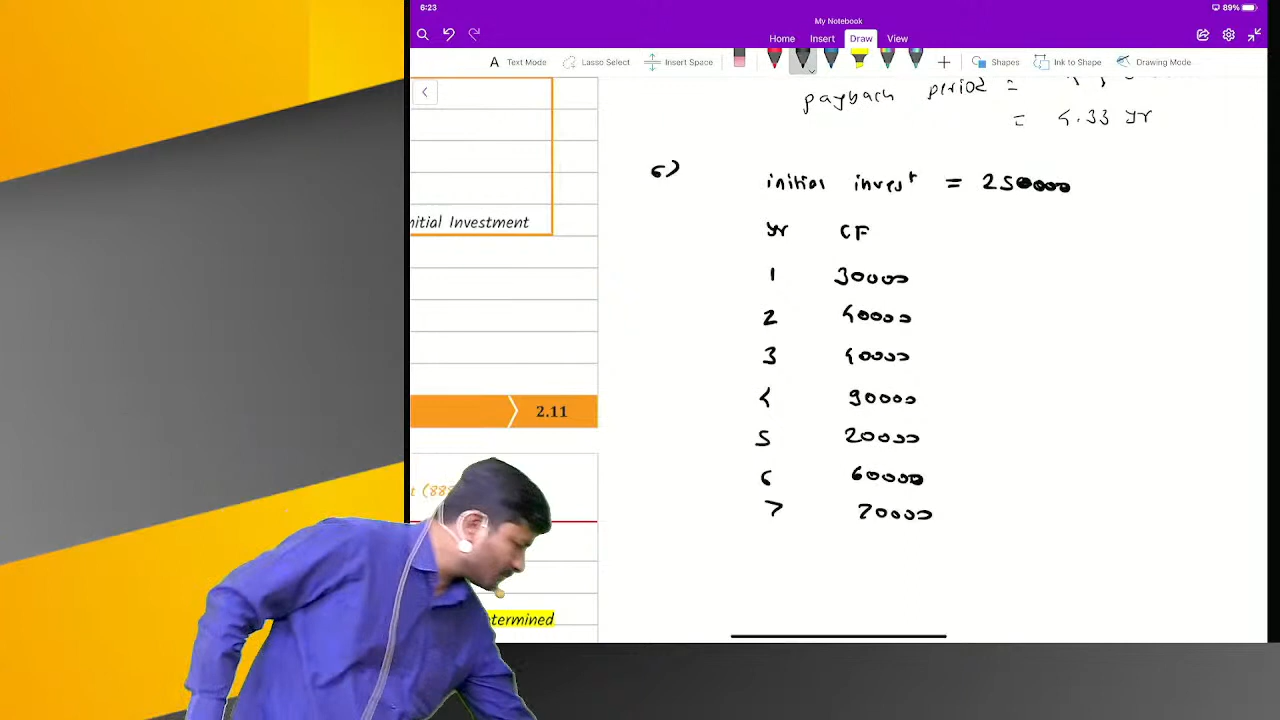 6:23
89%
My Notebook
Home Insert Draw View
Text Mode Lasso Select Insert Space Shapes Ink to Shape Drawing Mode
payback period =
= 4.33 yr
6) initial invest = 250000
nitial Investment
yr CF
1 30000
2 40000
3 40000
4 90000
5 20000
6 60000
7 70000
2.11
termined